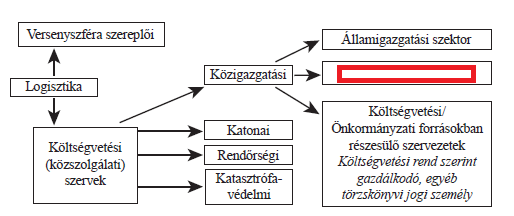 Versenyszféra szereplői
Logisztika
Költségvetési
(közszolgálati)
szervek
Közigazgatási
Katonai
Rendőrségi
Katasztrófa-
védelmi
Államigazgatási szektor
Költségvetési/
Önkormányzati forrásokban
részesülő szervezetek
Költségvetési rend szerint
gazdálkodó, egyéb
törzskönyvi jogi személy